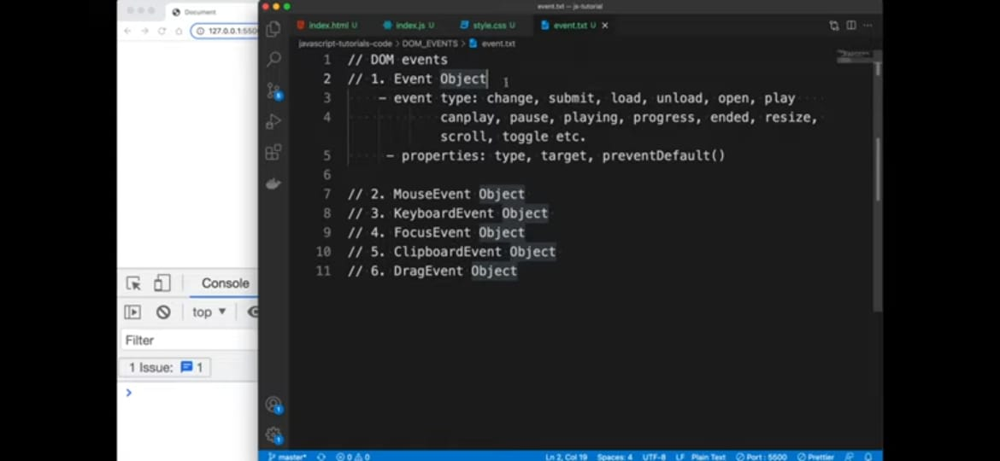 event.txt — js-tutorial
Document
index.html U
index.js U
style.css U
event.txt U
127.0.0.1:5500
javascript-tutorials-code > DOM_EVENTS > event.txt
1 // DOM events
2 // 1. Event Object
3 - event type: change, submit, load, unload, open, play
4 canplay, pause, playing, progress, ended, resize,
scroll, toggle etc.
5 - properties: type, target, preventDefault()
6
7 // 2. MouseEvent Object
8 // 3. KeyboardEvent Object
9 // 4. FocusEvent Object
10 // 5. ClipboardEvent Object
11 // 6. DragEvent Object
Console
top
Filter
1 Issue: 1
master* 0 0 Ln 2, Col 19 Spaces: 4 UTF-8 LF Plain Text Port : 5500 Prettier